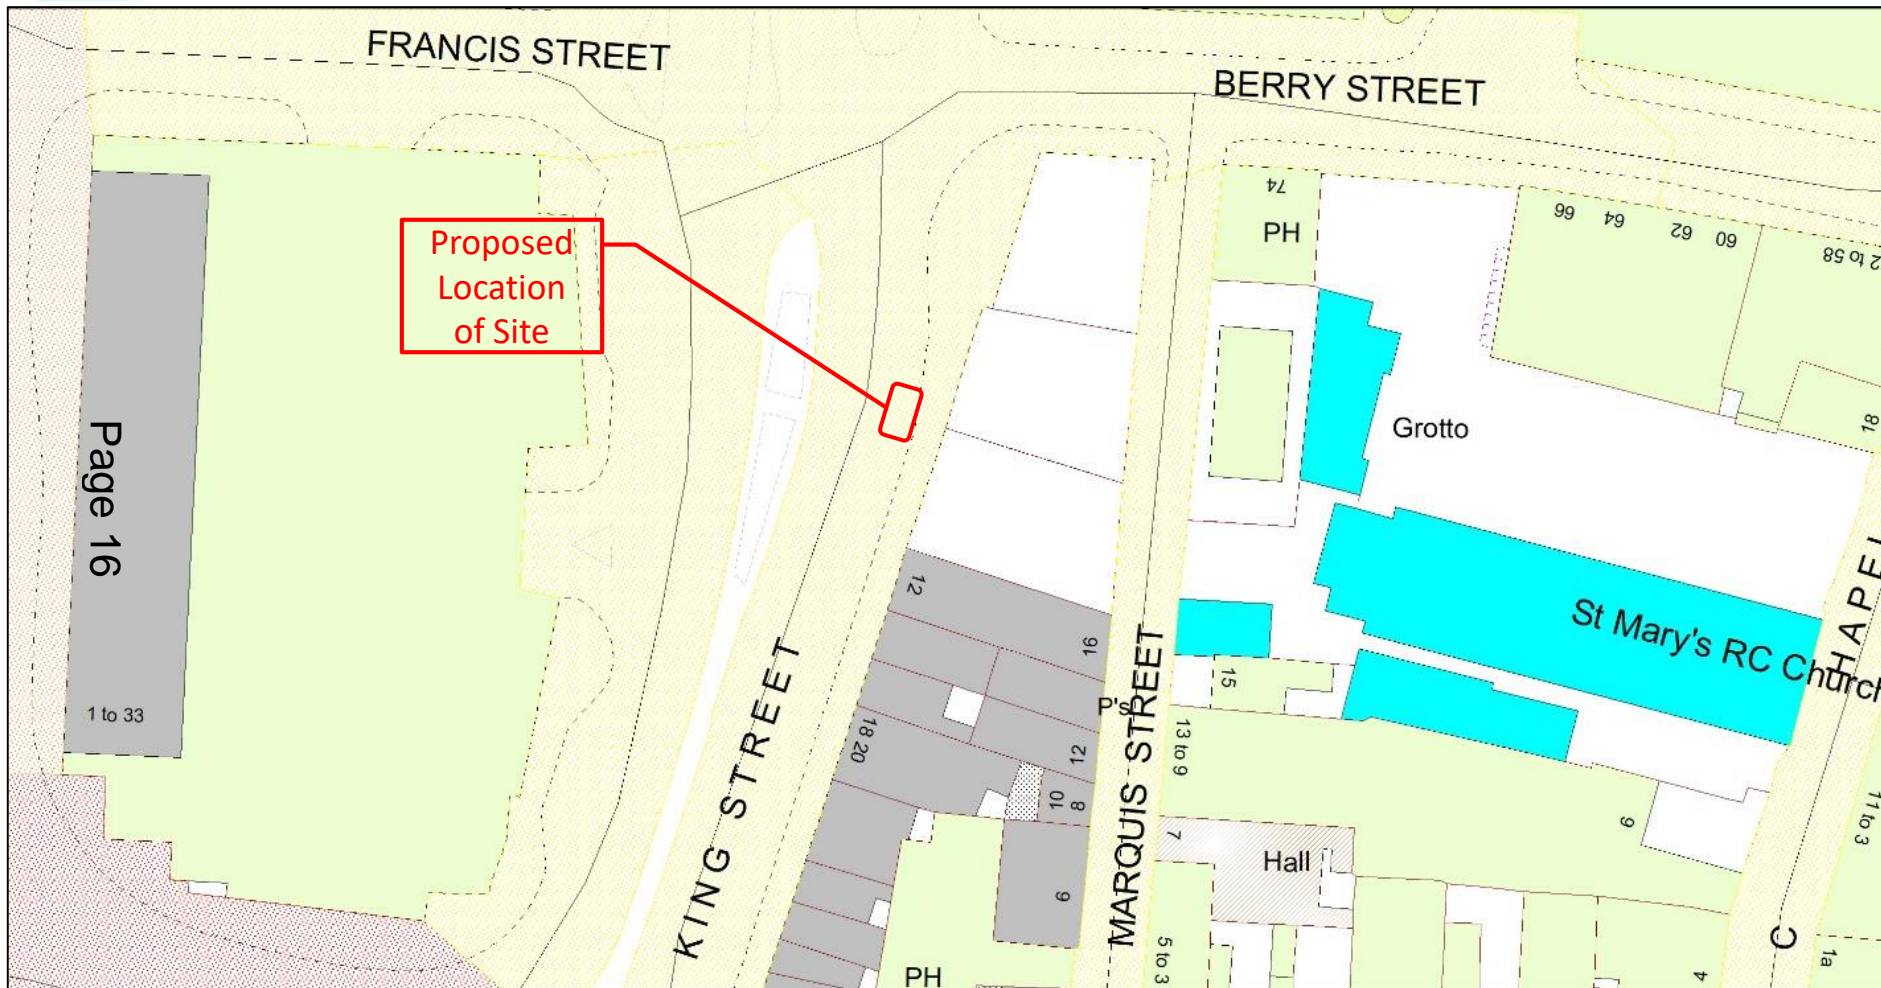 FRANCIS STREET
BERRY STREET
Proposed
Location
of Site
74
PH
66
64
62
60
2 to 58
18
Grotto
Page 16
1 to 33
12
16
St Mary's RC Church
CHAPEL
15
P's
KING STREET
MARQUIS STREET
18 20
12
10
8
13 to 9
7
Hall
9
11 to 3
6
5 to 3
PH
4
1a